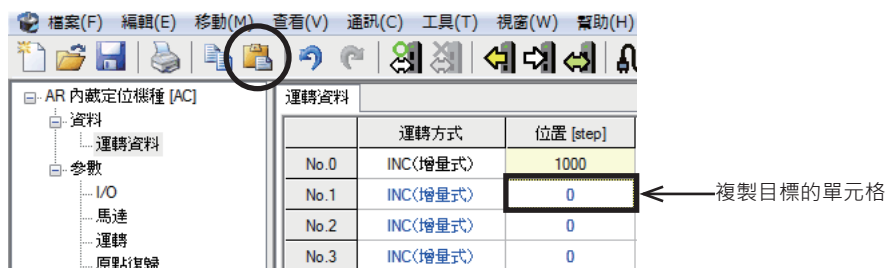 檔案(F) 編輯(E) 移動(M) 查看(V) 通訊(C) 工具(T) 視窗(W) 幫助(H)
AR 內藏定位機種 [AC]
資料
運轉資料
參數
I/O
馬達
運轉
原點復歸
運轉資料
運轉方式 位置 [step]
No.0 INC(增量式) 1000
No.1 INC(增量式) 0
No.2 INC(增量式) 0
No.3 INC(增量式) 0
複製目標的單元格